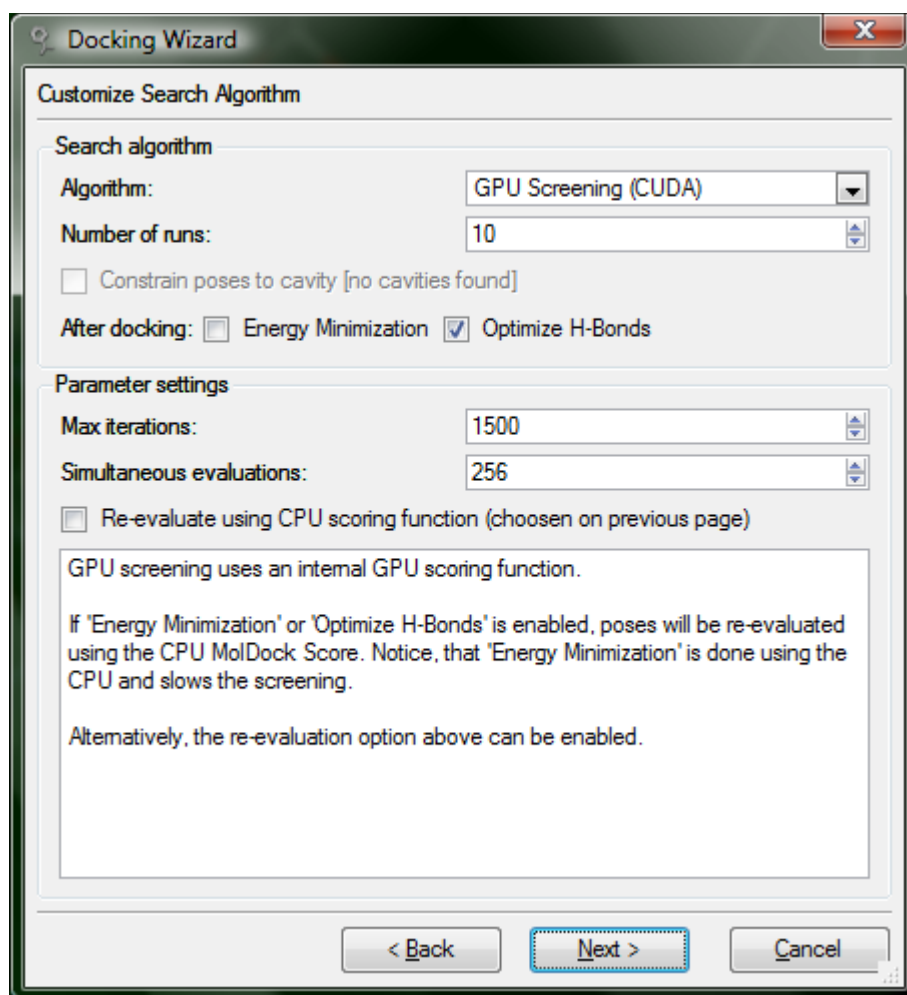 Docking Wizard
Customize Search Algorithm
Search algorithm
Algorithm: GPU Screening (CUDA)
Number of runs: 10
Constrain poses to cavity [no cavities found]
After docking: Energy Minimization Optimize H-Bonds
Parameter settings
Max iterations: 1500
Simultaneous evaluations: 256
Re-evaluate using CPU scoring function (choosen on previous page)
GPU screening uses an internal GPU scoring function.
If 'Energy Minimization' or 'Optimize H-Bonds' is enabled, poses will be re-evaluated
using the CPU MolDock Score. Notice, that 'Energy Minimization' is done using the
CPU and slows the screening.
Alternatively, the re-evaluation option above can be enabled.
< Back Next > Cancel